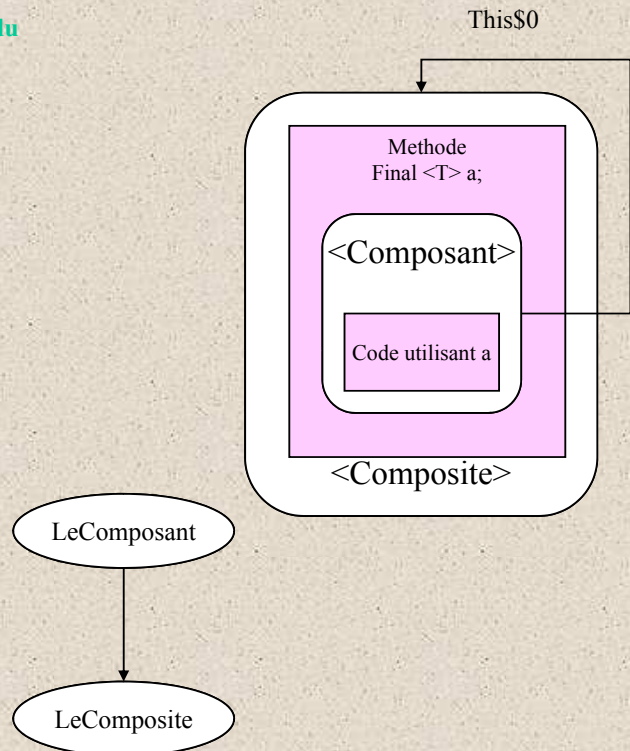 This$0
Methode
Final <T> a;
<Composant>
Code utilisant a
<Composite>
LeComposant
LeComposite